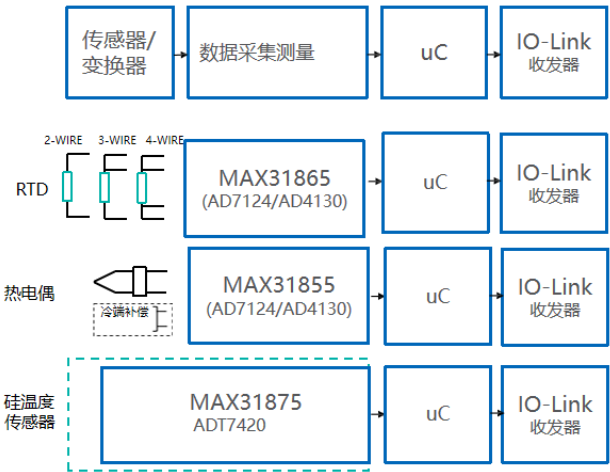 传感器/
变换器
数据采集测量
uC
IO-Link
收发器
2-WIRE 3-WIRE 4-WIRE
RTD
MAX31865
(AD7124/AD4130)
uC
IO-Link
收发器
热电偶
冷端补偿
MAX31855
(AD7124/AD4130)
uC
IO-Link
收发器
硅温度
传感器
MAX31875
ADT7420
uC
IO-Link
收发器